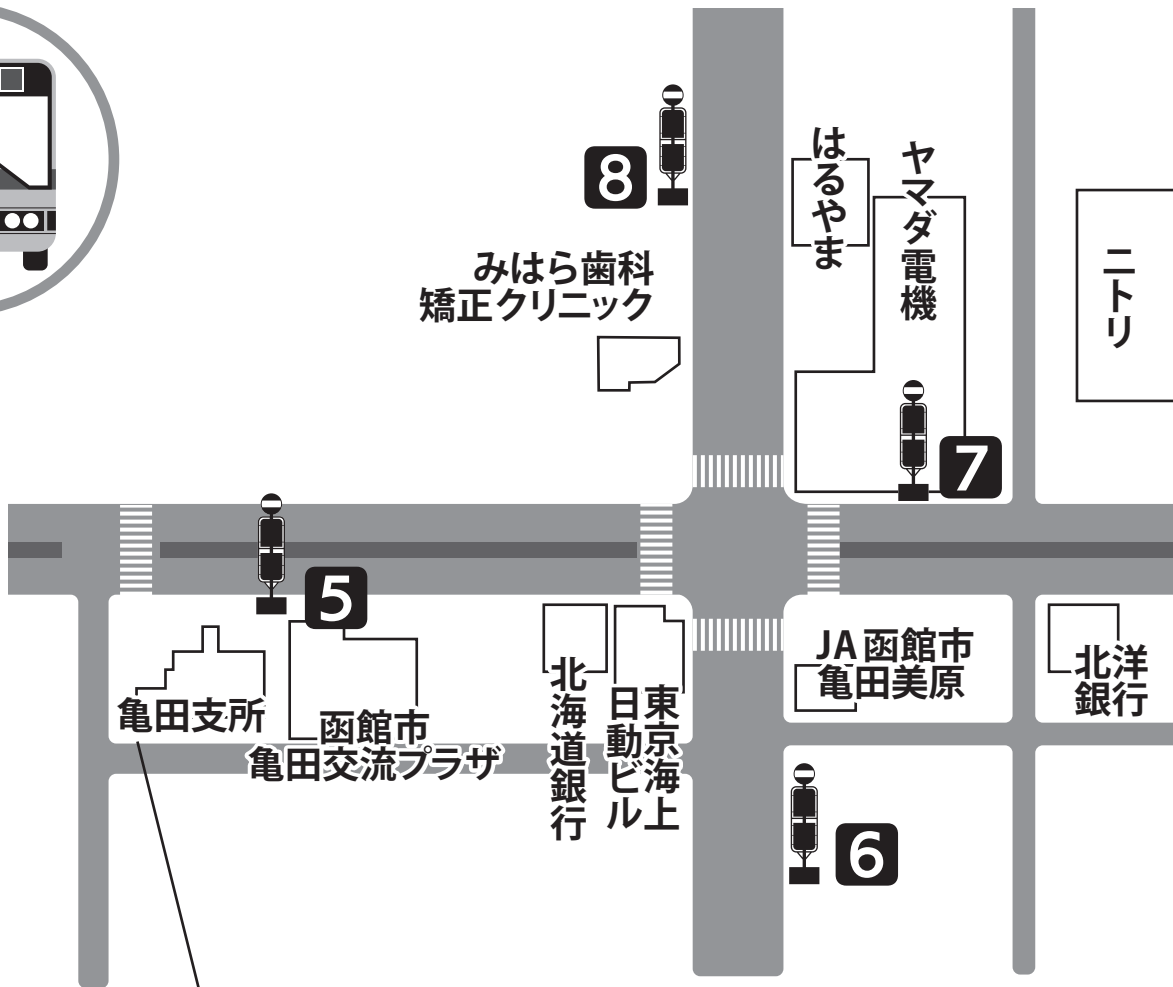 8
はるやま
ヤマダ電機
ニトリ
みはら歯科
矯正クリニック
7
5
亀田支所
函館市
亀田交流プラザ
北海道銀行
東京海上
日動ビル
JA函館市
亀田美原
北洋
銀行
6